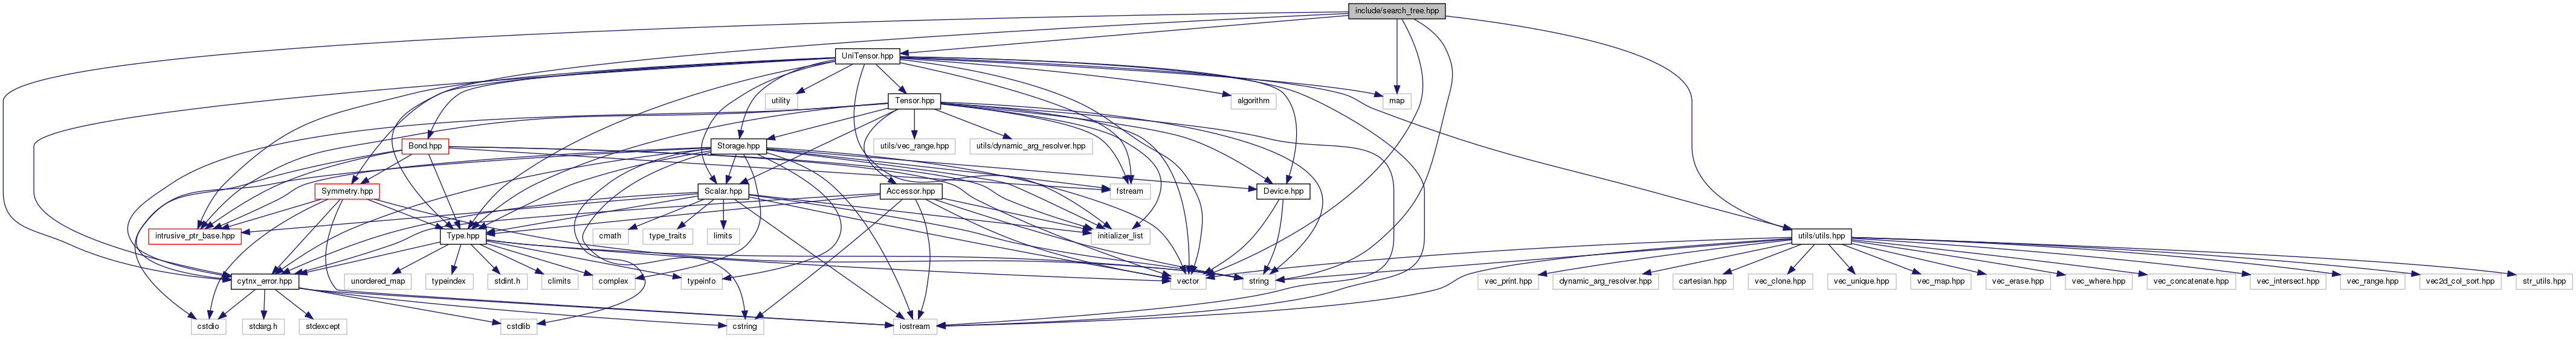 include/search_tree.hpp
UniTensor.hpp
utility
Tensor.hpp
algorithm
map
Bond.hpp
Storage.hpp
utils/vec_range.hpp
utils/dynamic_arg_resolver.hpp
Symmetry.hpp
Scalar.hpp
Accessor.hpp
fstream
Device.hpp
intrusive_ptr_base.hpp
Type.hpp
cmath
type_traits
limits
initializer_list
utils/utils.hpp
cytnx_error.hpp
unordered_map
typeindex
stdint.h
climits
complex
typeinfo
vector
string
vec_print.hpp
dynamic_arg_resolver.hpp
cartesian.hpp
vec_clone.hpp
vec_unique.hpp
vec_map.hpp
vec_erase.hpp
vec_where.hpp
vec_concatenate.hpp
vec_intersect.hpp
vec_range.hpp
vec2d_col_sort.hpp
str_utils.hpp
cstdio
stdarg.h
stdexcept
cstdlib
cstring
iostream